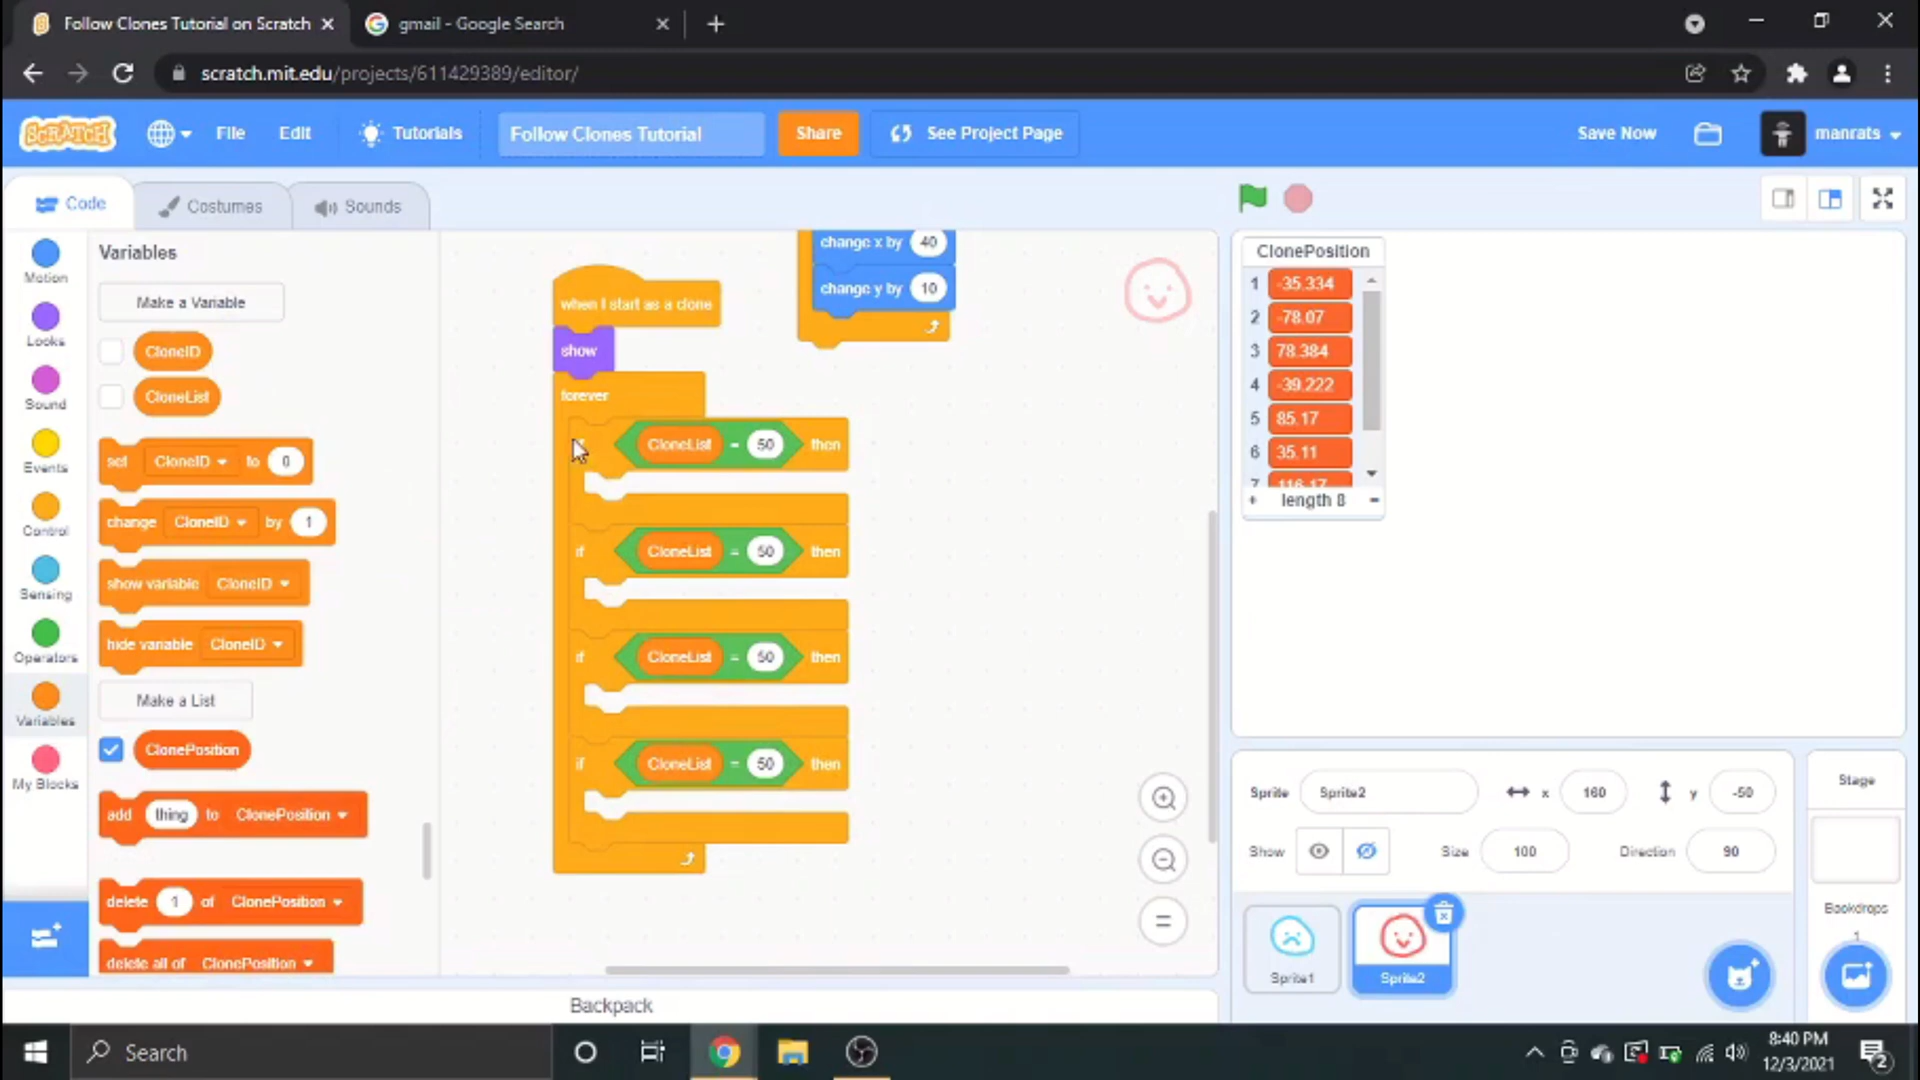 Follow Clones Tutorial on Scratch
gmail - Google Search
scratch.mit.edu/projects/611429389/editor/
SCRATCH
File
Edit
Tutorials
Follow Clones Tutorial
Share
See Project Page
Save Now
manrats
Code
Costumes
Sounds
Motion
Looks
Sound
Events
Control
Sensing
Operators
Variables
My Blocks
Variables
Make a Variable
CloneID
CloneList
set CloneID to 0
change CloneID by 1
show variable CloneID
hide variable CloneID
Make a List
ClonePosition
add thing to ClonePosition
delete 1 of ClonePosition
delete all of ClonePosition
change x by 40
change y by 10
when I start as a clone
show
forever
CloneList = 50 then
if CloneList = 50 then
if CloneList = 50 then
if CloneList = 50 then
Backpack
ClonePosition
1 -35.334
2 -78.07
3 78.384
4 -39.222
5 85.17
6 35.11
7 116.17
+ length 8 =
Sprite Sprite2 x 160 y -50
Show Size 100 Direction 90
Sprite1
Sprite2
Stage
Backdrops
1
Search
8:40 PM
12/3/2021
2